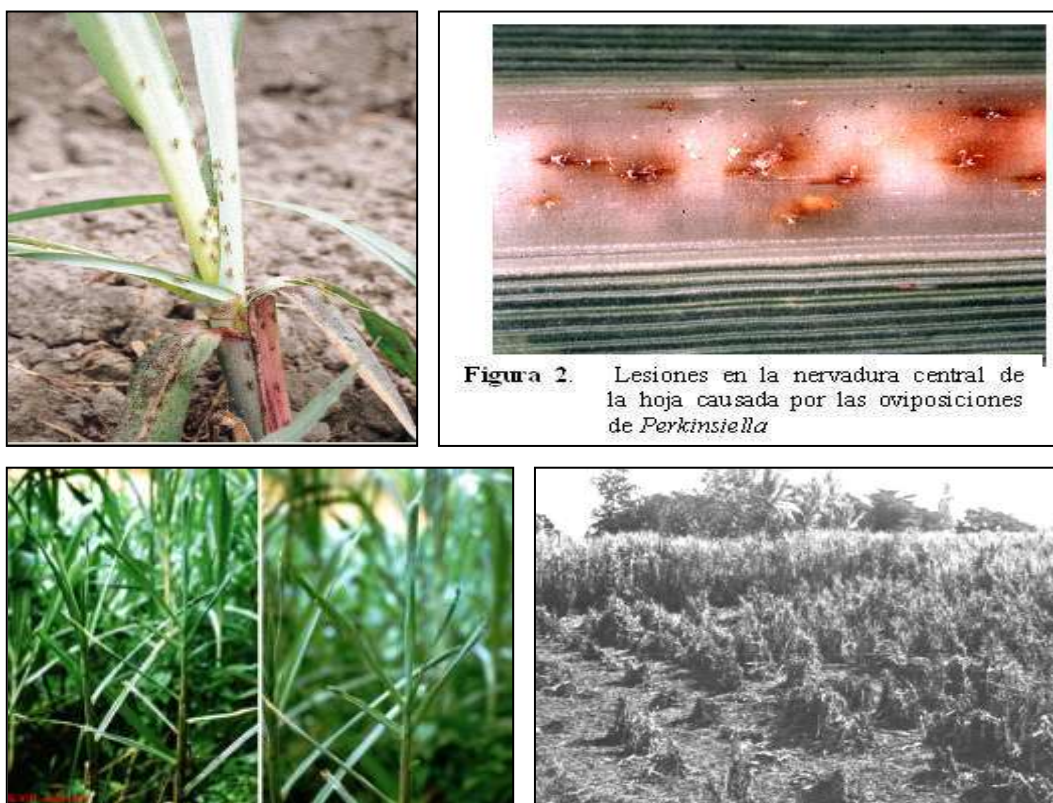 Figura 2. Lesiones en la nervadura central de
la hoja causada por las oviposiciones
de Perkinsiella